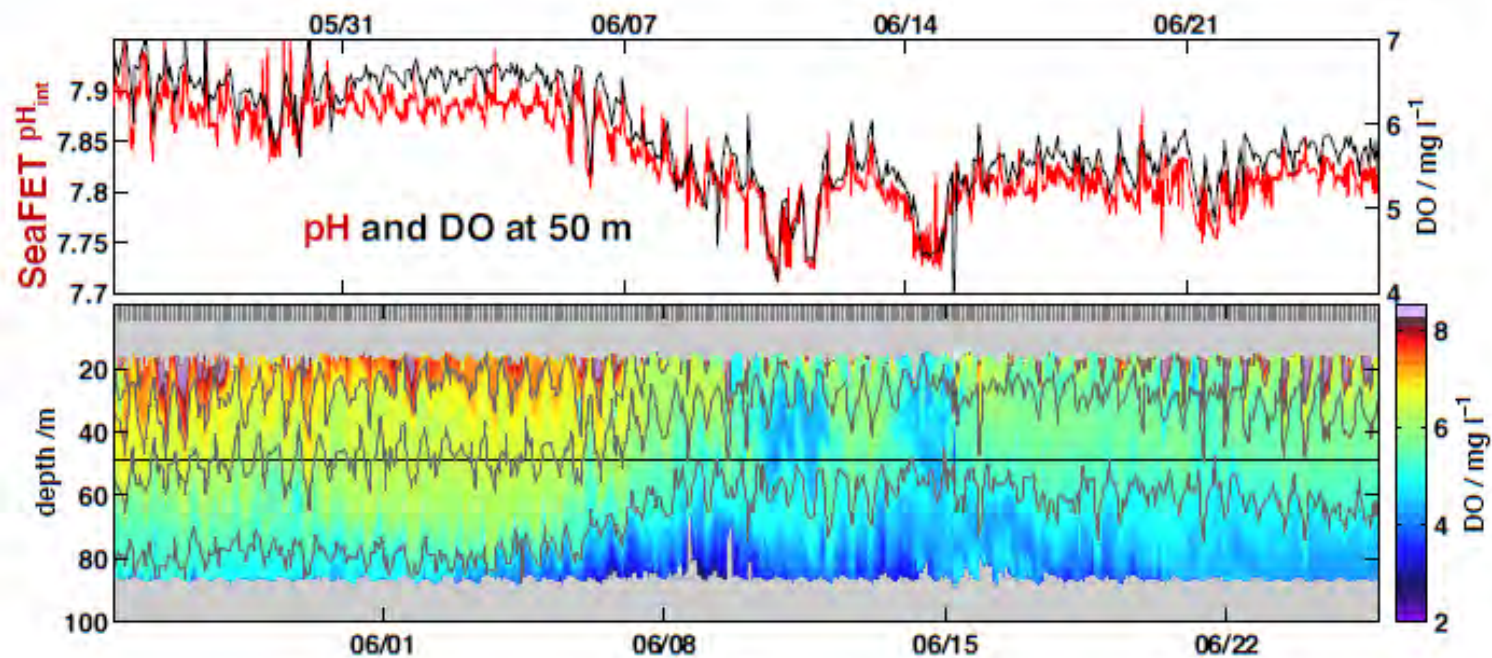 05/31 06/07 06/14 06/21
SeaFET pHint
7.9
7.85
7.8
7.75
7.7
pH and DO at 50 m
7
6
5
4
DO / mg l−1
depth /m
20
40
60
80
100
8
6
4
2
DO / mg l−1
06/01 06/08 06/15 06/22